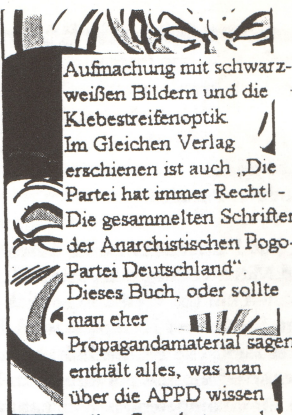 Aufmachung mit schwarz-
weißen Bildern und die
Klebestreifenoptik.
Im Gleichen Verlag
erschienen ist auch „Die
Partei hat immer Recht! -
Die gesammelten Schriften
der Anarchistischen Pogo-
Partei Deutschland“.
Dieses Buch, oder sollte
man eher
Propagandamaterial sagen
enthält alles, was man
über die APPD wissen